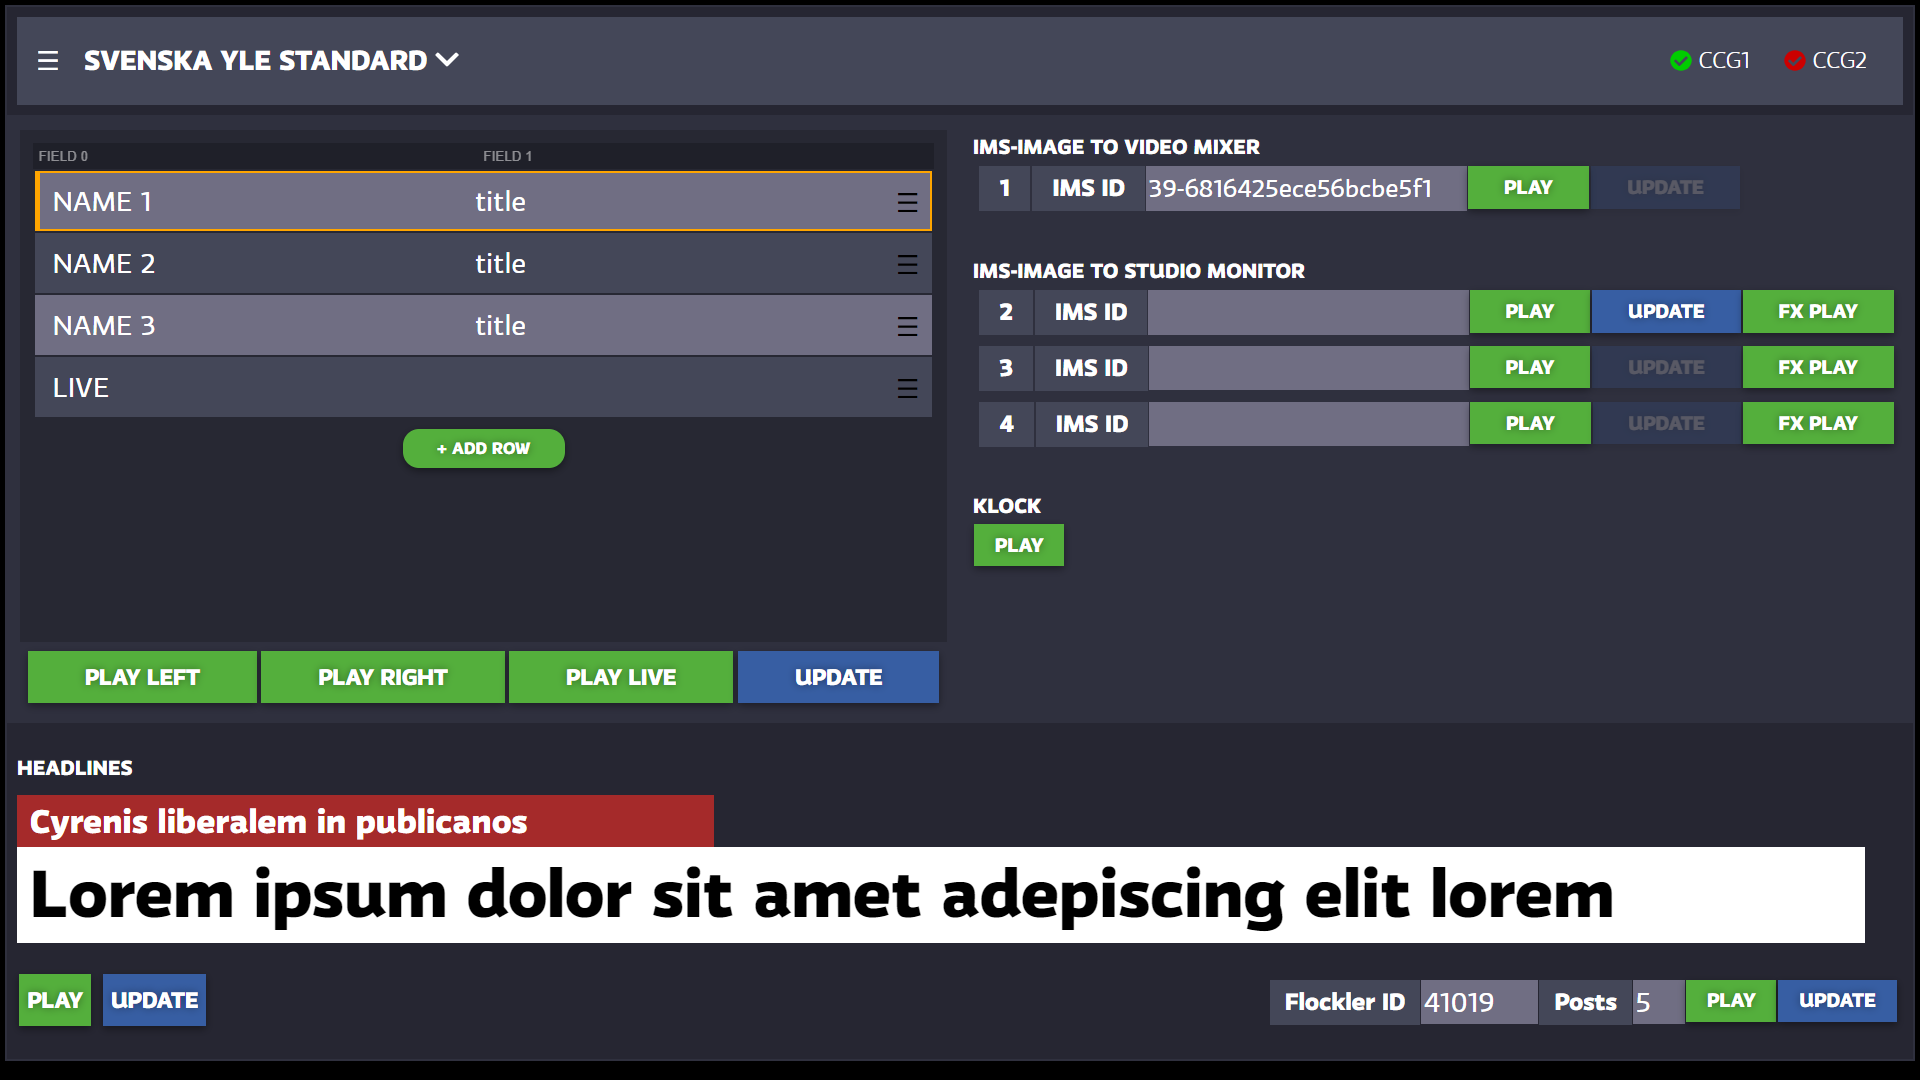 SVENSKA YLE STANDARD
CCG1 CCG2
FIELD 0 FIELD 1
NAME 1 title
NAME 2 title
NAME 3 title
LIVE
+ ADD ROW
PLAY LEFT PLAY RIGHT PLAY LIVE UPDATE
IMS-IMAGE TO VIDEO MIXER
1 IMS ID 39-6816425ece56bcbe5f1 PLAY UPDATE
IMS-IMAGE TO STUDIO MONITOR
2 IMS ID PLAY UPDATE FX PLAY
3 IMS ID PLAY UPDATE FX PLAY
4 IMS ID PLAY UPDATE FX PLAY
KLOCK
PLAY
HEADLINES
Cyrenis liberalem in publicanos
Lorem ipsum dolor sit amet adepiscing elit lorem
PLAY UPDATE
Flockler ID 41019 Posts 5 PLAY UPDATE